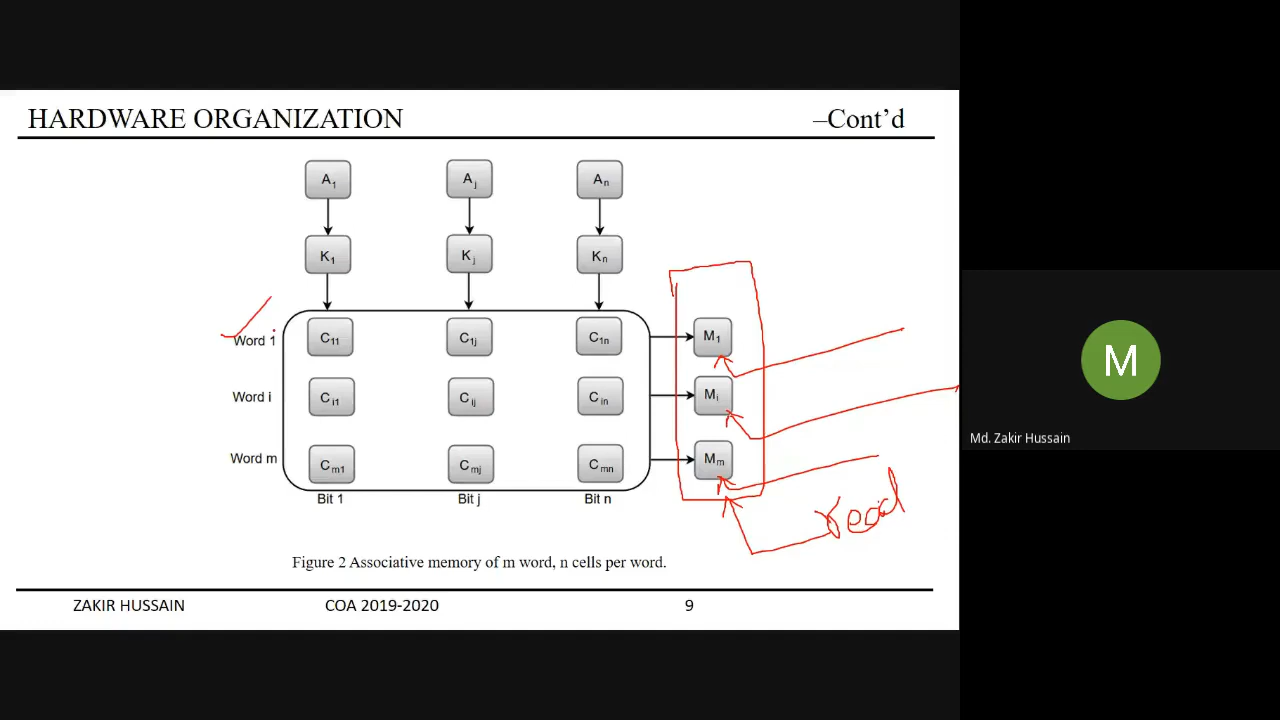 HARDWARE ORGANIZATION –Cont’d
A1 Aj An
K1 Kj Kn
Word 1 C11 C1j C1n M1
Word i Ci1 Cij Cin Mi
Word m Cm1 Cmj Cmn Mm
Bit 1 Bit j Bit n
read
Figure 2 Associative memory of m word, n cells per word.
ZAKIR HUSSAIN COA 2019-2020 9
M
Md. Zakir Hussain